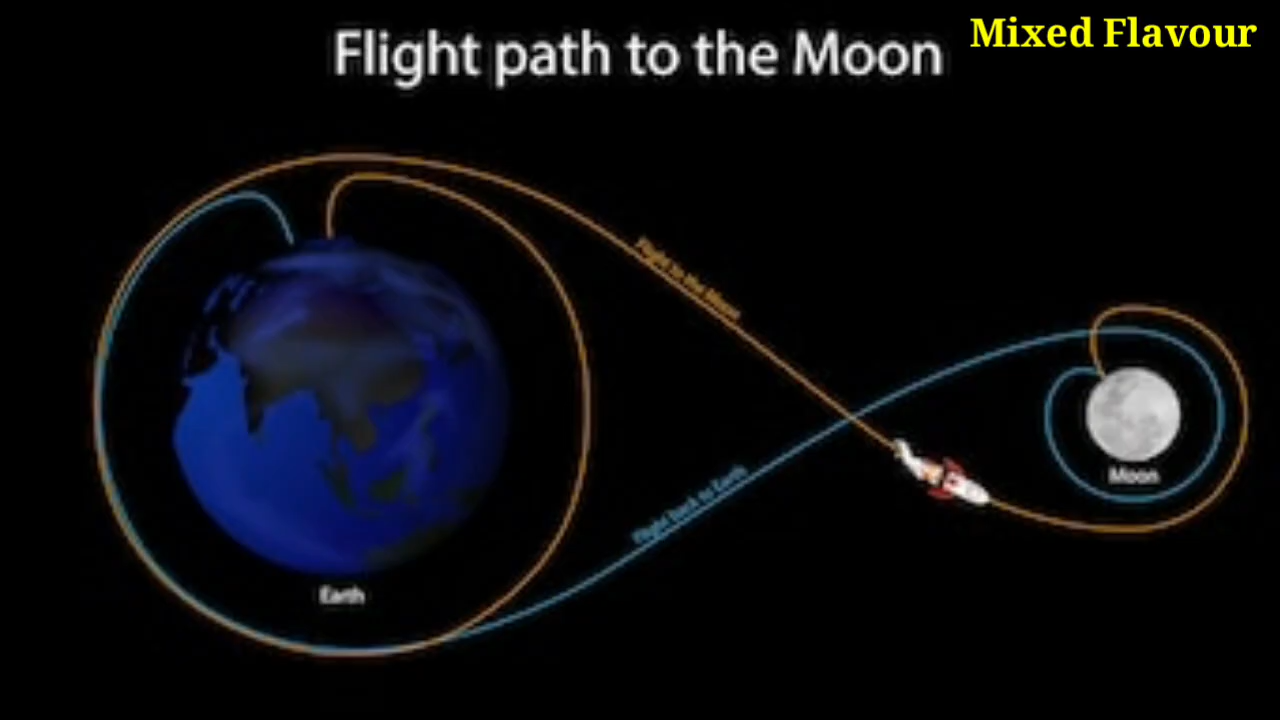 Flight path to the Moon
Mixed Flavour
Flight to the Moon
Flight back to Earth
Moon
Earth